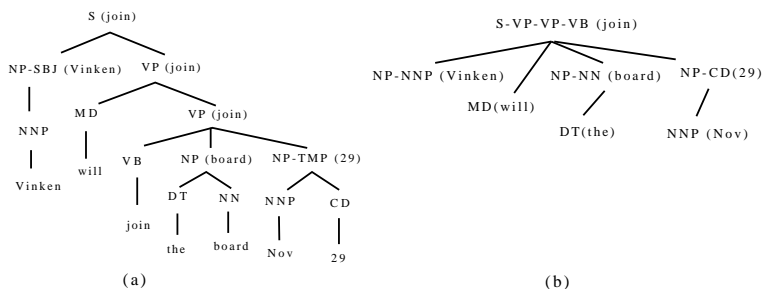 S (join)
NP-SBJ (Vinken) VP (join)
NNP MD VP (join)
Vinken will VB NP (board) NP-TMP (29)
join DT NN NNP CD
the board Nov 29
(a)
S-VP-VP-VB (join)
NP-NNP (Vinken) MD(will) NP-NN (board) NP-CD(29)
DT(the) NNP (Nov)
(b)